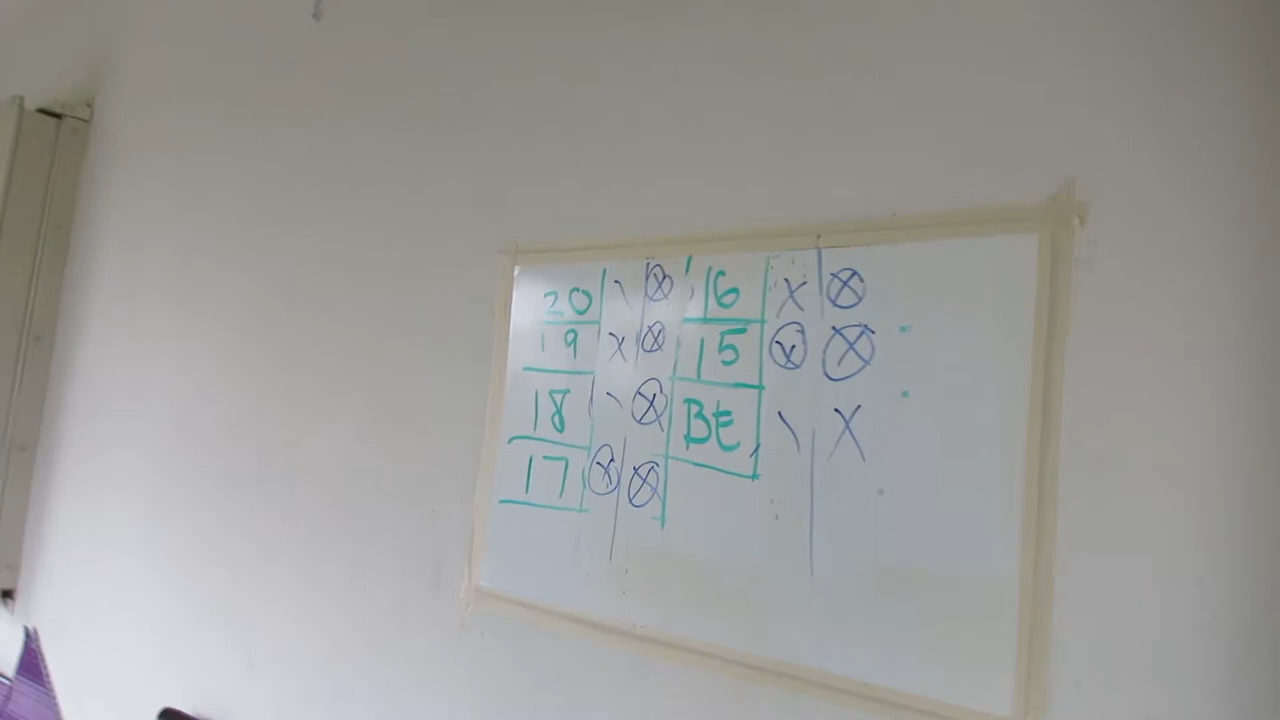 20 \ ⊗ 16 X ⊗
19 X ⊗ 15 ⊗ ⊗
18 \ ⊗ BE \ X
17 ⊗ ⊗